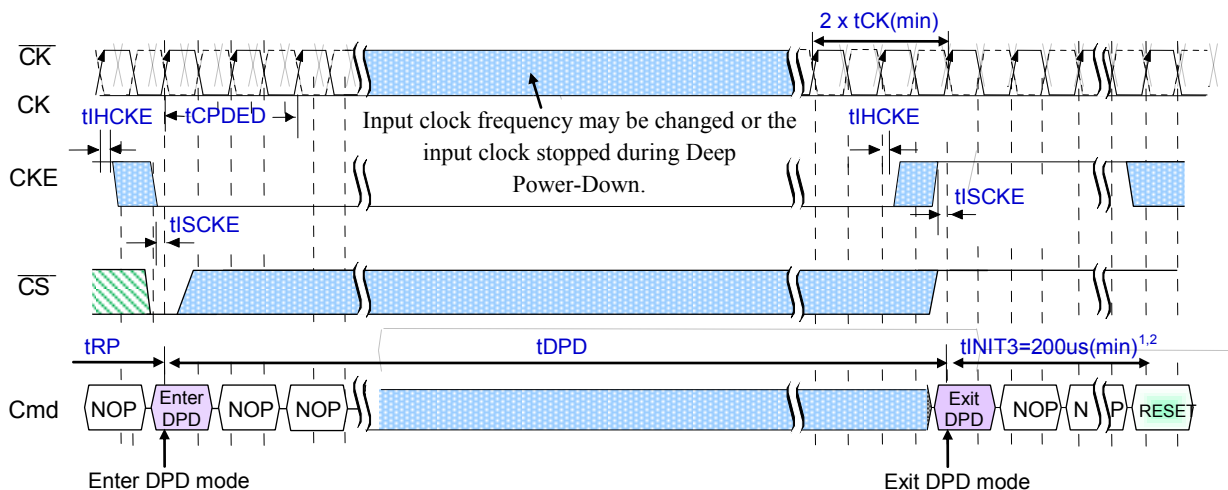 2 x tCK(min)
CK
CK
tIHCKE
tCPDED
Input clock frequency may be changed or the
input clock stopped during Deep
Power-Down.
tIHCKE
CKE
tISCKE
tISCKE
CS
tRP
tDPD
tINIT3=200us(min)1,2
Cmd
NOP
Enter
DPD
NOP
NOP
Exit
DPD
NOP
N
P
RESET
Enter DPD mode
Exit DPD mode